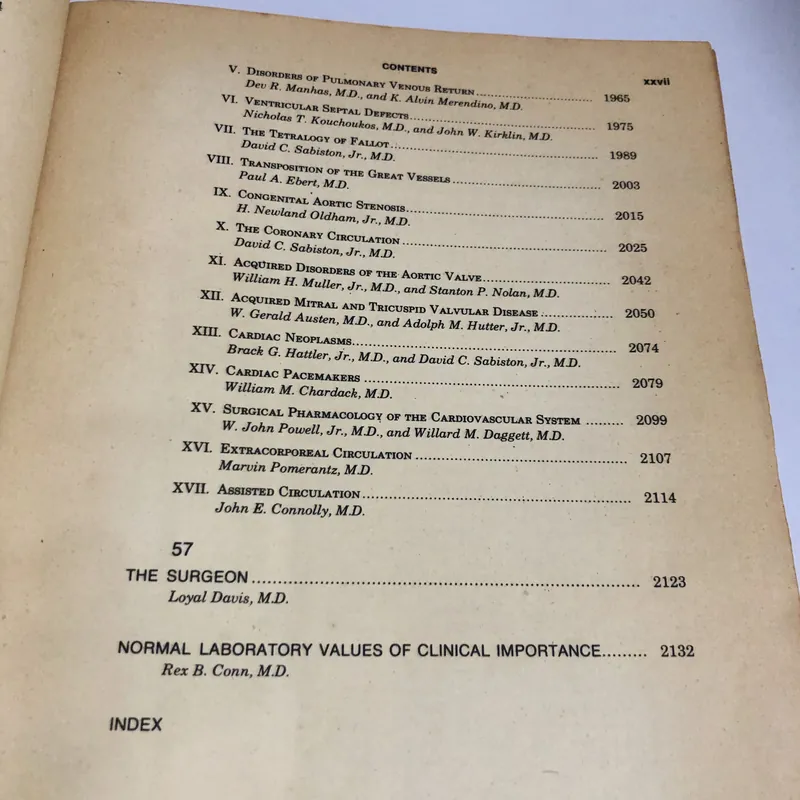 CONTENTS xxvii
V. DISORDERS OF PULMONARY VENOUS RETURN 1965
Dev R. Manhas, M.D., and K. Alvin Merendino, M.D.
VI. VENTRICULAR SEPTAL DEFECTS 1975
Nicholas T. Kouchoukos, M.D., and John W. Kirklin, M.D.
VII. THE TETRALOGY OF FALLOT 1989
David C. Sabiston, Jr., M.D.
VIII. TRANSPOSITION OF THE GREAT VESSELS 2003
Paul A. Ebert, M.D.
IX. CONGENITAL AORTIC STENOSIS 2015
H. Newland Oldham, Jr., M.D.
X. THE CORONARY CIRCULATION 2025
David C. Sabiston, Jr., M.D.
XI. ACQUIRED DISORDERS OF THE AORTIC VALVE 2042
William H. Muller, Jr., M.D., and Stanton P. Nolan, M.D.
XII. ACQUIRED MITRAL AND TRICUSPID VALVULAR DISEASE 2050
W. Gerald Austen, M.D., and Adolph M. Hutter, Jr., M.D.
XIII. CARDIAC NEOPLASMS 2074
Brack G. Hattler, Jr., M.D., and David C. Sabiston, Jr., M.D.
XIV. CARDIAC PACEMAKERS 2079
William M. Chardack, M.D.
XV. SURGICAL PHARMACOLOGY OF THE CARDIOVASCULAR SYSTEM 2099
W. John Powell, Jr., M.D., and Willard M. Daggett, M.D.
XVI. EXTRACORPOREAL CIRCULATION 2107
Marvin Pomerantz, M.D.
XVII. ASSISTED CIRCULATION 2114
John E. Connolly, M.D.
57
THE SURGEON 2123
Loyal Davis, M.D.
NORMAL LABORATORY VALUES OF CLINICAL IMPORTANCE 2132
Rex B. Conn, M.D.
INDEX